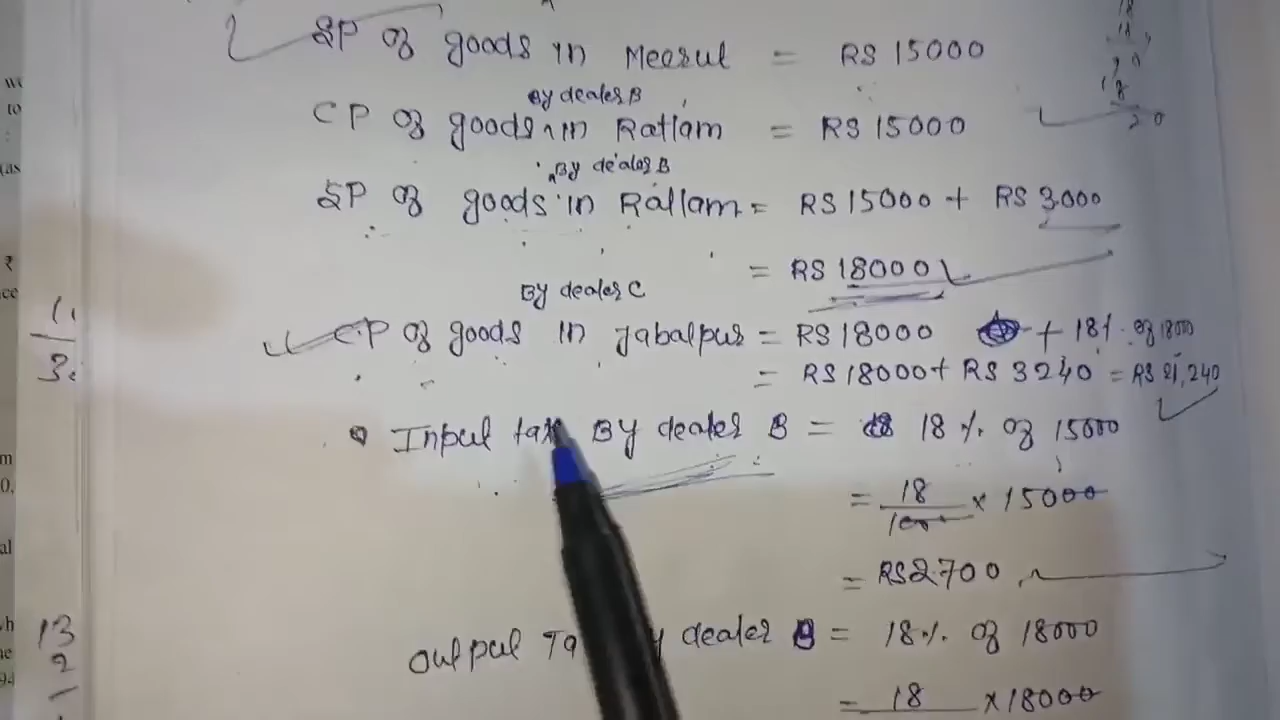 SP of goods in Meerut = RS 15000
By dealer B
CP of goods in Ratlam = RS 15000
By dealer B
SP of goods in Ratlam = RS 15000 + RS 3000
= RS 18000
By dealer C
CP of goods in Jabalpur = RS 18000 + 18% of 18000
= RS 18000 + RS 3240 = RS 21,240
Input tax By dealer B = 18% of 15000
= 18/100 × 15000
= RS 2700
Output Ta dealer B = 18% of 18000
= 18 × 18000
13
2